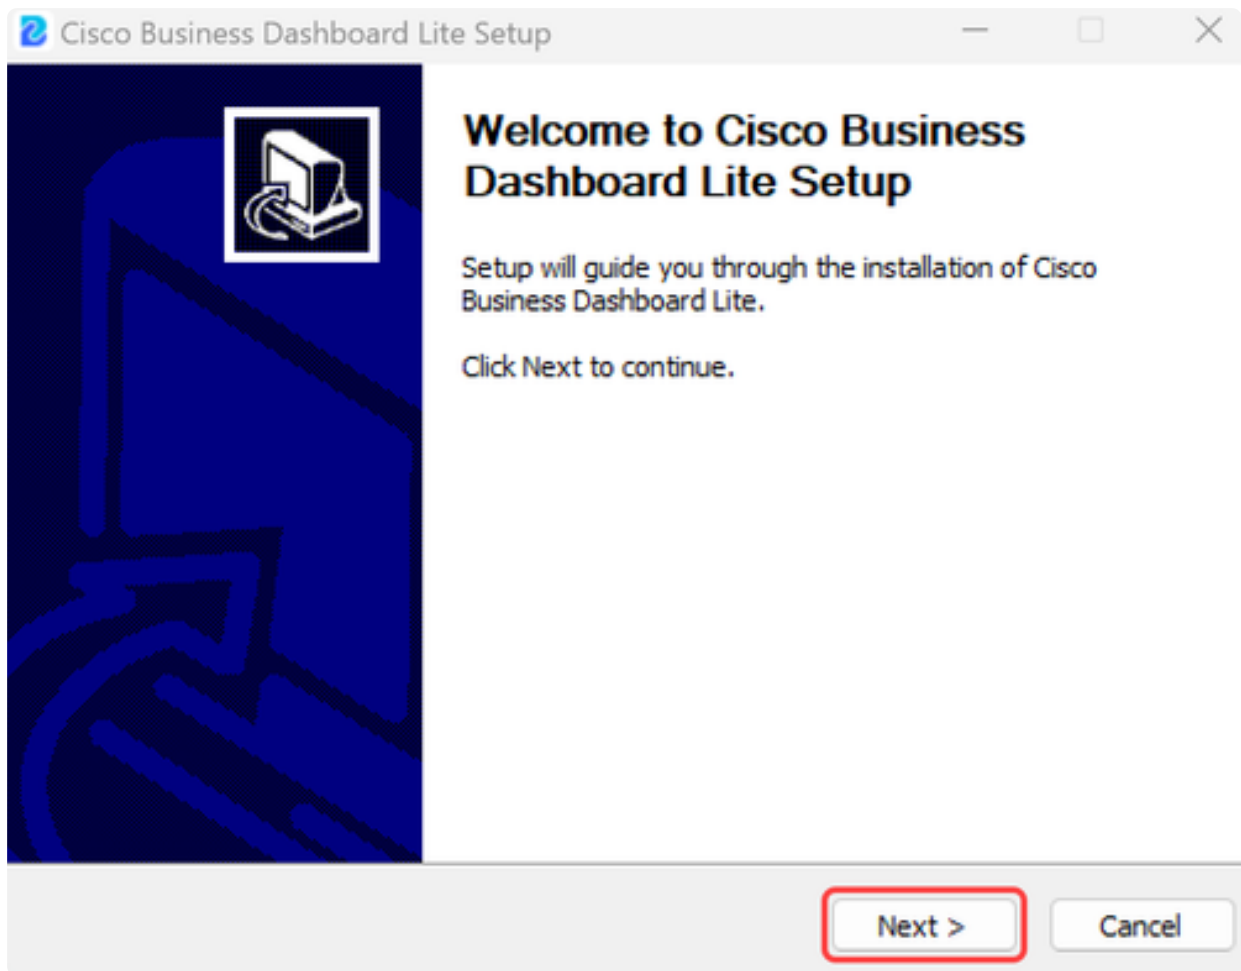 Cisco Business Dashboard Lite Setup
Welcome to Cisco Business
Dashboard Lite Setup
Setup will guide you through the installation of Cisco
Business Dashboard Lite.
Click Next to continue.
Next >
Cancel